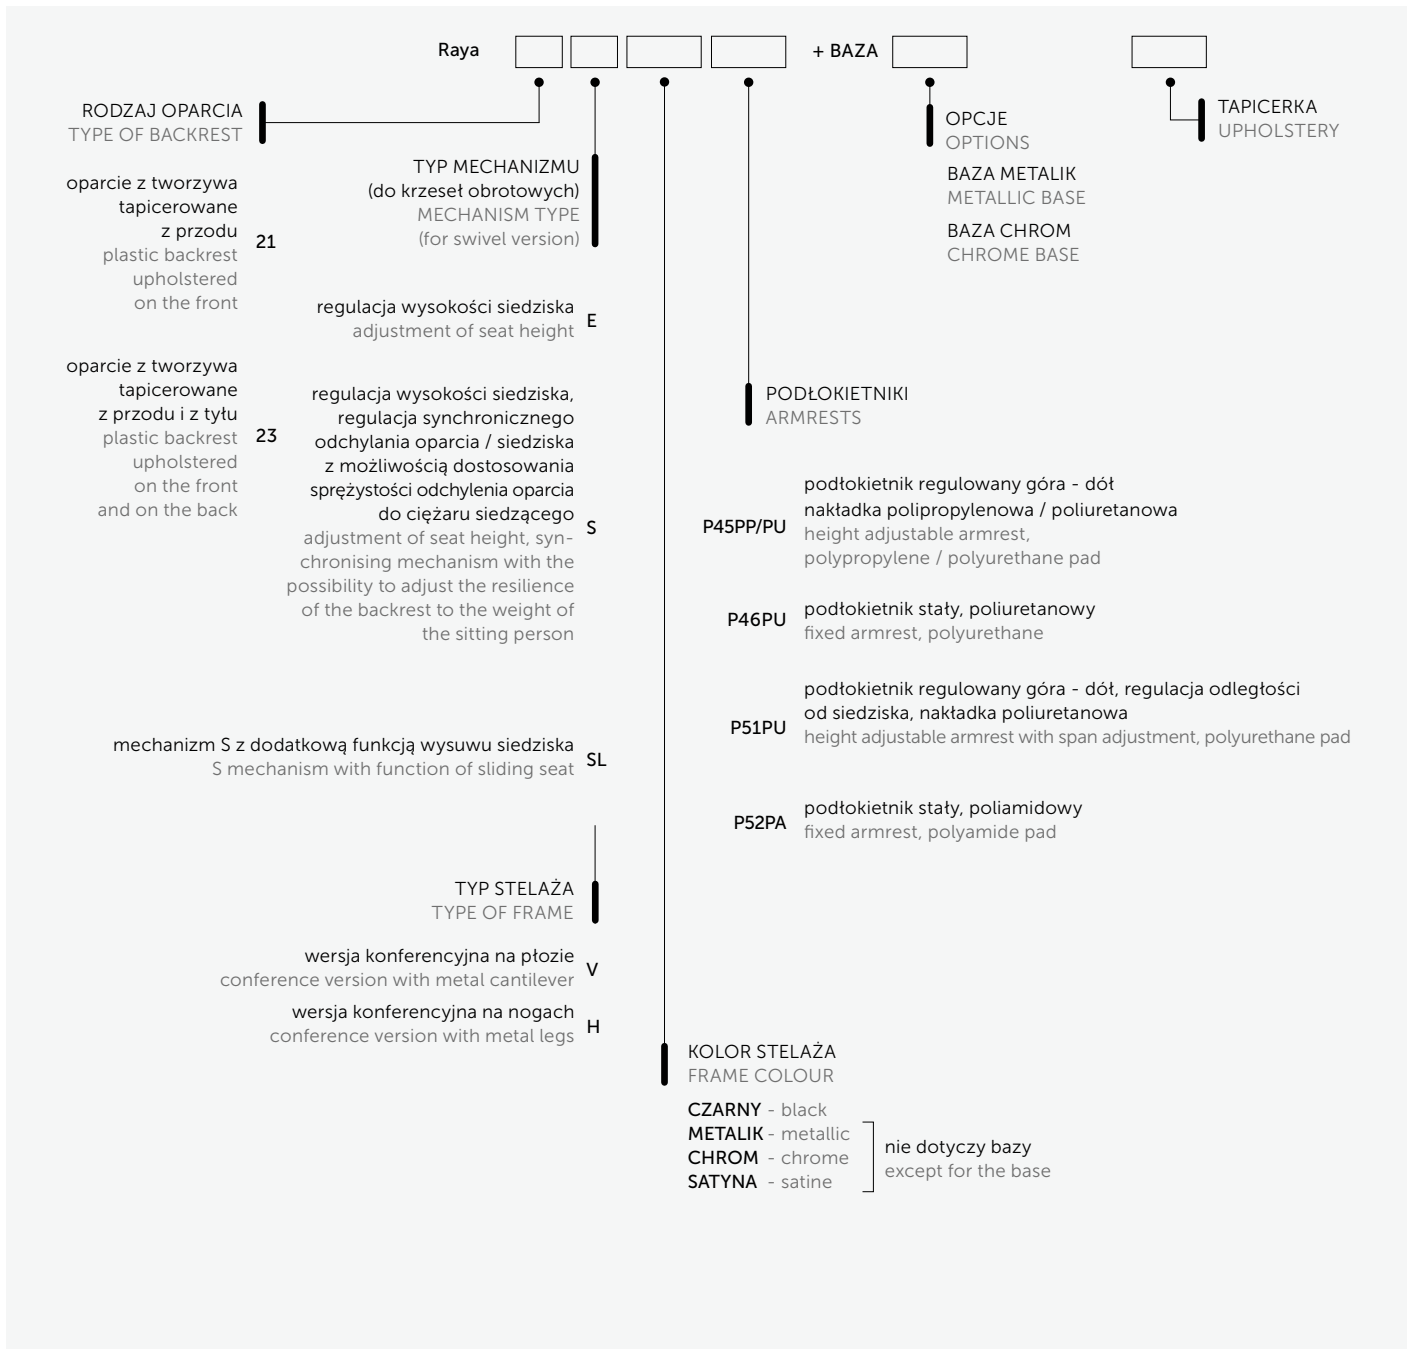 Raya
+ BAZA
RODZAJ OPARCIA
TYPE OF BACKREST
oparcie z tworzywa
tapicerowane
z przodu
21
plastic backrest
upholstered
on the front
oparcie z tworzywa
tapicerowane
z przodu i z tyłu
23
plastic backrest
upholstered
on the front
and on the back
TYP MECHANIZMU
(do krzeseł obrotowych)
MECHANISM TYPE
(for swivel version)
regulacja wysokości siedziska
E
adjustment of seat height
regulacja wysokości siedziska,
regulacja synchronicznego
odchylania oparcia / siedziska
z możliwością dostosowania
sprężystości odchylenia oparcia
do ciężaru siedzącego
S
adjustment of seat height, syn-
chronising mechanism with the
possibility to adjust the resilience
of the backrest to the weight of
the sitting person
mechanizm S z dodatkową funkcją wysuwu siedziska
SL
S mechanism with function of sliding seat
TYP STELAŻA
TYPE OF FRAME
wersja konferencyjna na płozie
V
conference version with metal cantilever
wersja konferencyjna na nogach
H
conference version with metal legs
KOLOR STELAŻA
FRAME COLOUR
CZARNY - black
METALIK - metallic
CHROM - chrome
SATYNA - satine
nie dotyczy bazy
except for the base
PODŁOKIETNIKI
ARMRESTS
podłokietnik regulowany góra - dół
nakładka polipropylenowa / poliuretanowa
P45PP/PU
height adjustable armrest,
polypropylene / polyurethane pad
podłokietnik stały, poliuretanowy
P46PU
fixed armrest, polyurethane
podłokietnik regulowany góra - dół, regulacja odległości
od siedziska, nakładka poliuretanowa
P51PU
height adjustable armrest with span adjustment, polyurethane pad
podłokietnik stały, poliamidowy
P52PA
fixed armrest, polyamide pad
OPCJE
OPTIONS
BAZA METALIK
METALLIC BASE
BAZA CHROM
CHROME BASE
TAPICERKA
UPHOLSTERY